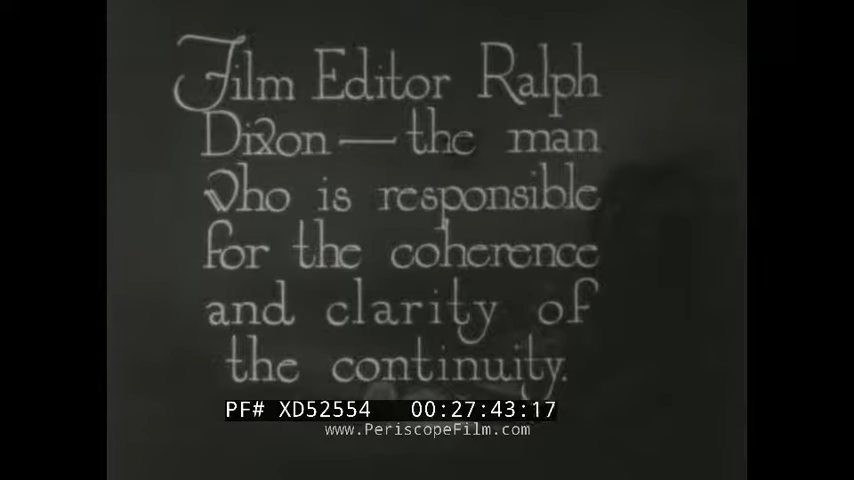 Film Editor Ralph
Dixon — the man
who is responsible
for the coherence
and clarity of
the continuity.
PF# XD52554 00:27:43:17
www.PeriscopeFilm.com